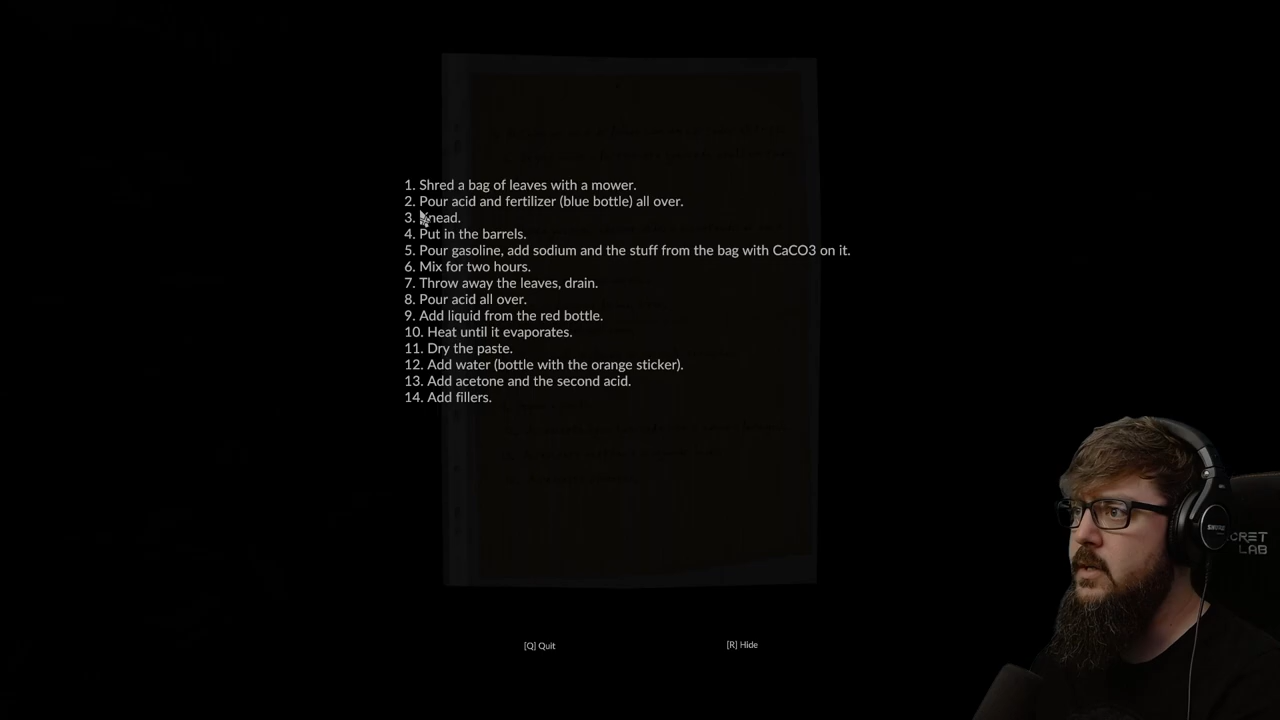 1. Shred a bag of leaves with a mower.
2. Pour acid and fertilizer (blue bottle) all over.
3. Knead.
4. Put in the barrels.
5. Pour gasoline, add sodium and the stuff from the bag with CaCO3 on it.
6. Mix for two hours.
7. Throw away the leaves, drain.
8. Pour acid all over.
9. Add liquid from the red bottle.
10. Heat until it evaporates.
11. Dry the paste.
12. Add water (bottle with the orange sticker).
13. Add acetone and the second acid.
14. Add fillers.
[Q] Quit
[R] Hide
SHURE
CRET
LAB